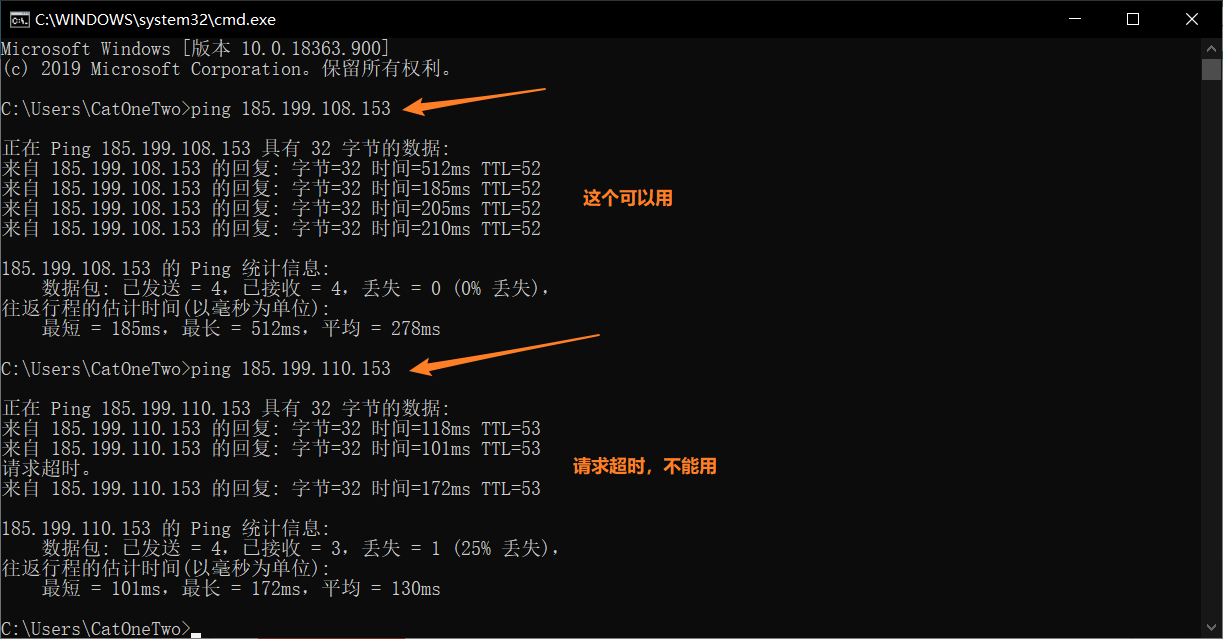 C:\WINDOWS\system32\cmd.exe
Microsoft Windows [版本 10.0.18363.900]
(c) 2019 Microsoft Corporation。保留所有权利。
C:\Users\CatOneTwo>ping 185.199.108.153
正在 Ping 185.199.108.153 具有 32 字节的数据:
来自 185.199.108.153 的回复: 字节=32 时间=512ms TTL=52
来自 185.199.108.153 的回复: 字节=32 时间=185ms TTL=52
这个可以用
来自 185.199.108.153 的回复: 字节=32 时间=205ms TTL=52
来自 185.199.108.153 的回复: 字节=32 时间=210ms TTL=52
185.199.108.153 的 Ping 统计信息:
数据包: 已发送 = 4，已接收 = 4，丢失 = 0 (0% 丢失)，
往返行程的估计时间(以毫秒为单位):
最短 = 185ms，最长 = 512ms，平均 = 278ms
C:\Users\CatOneTwo>ping 185.199.110.153
正在 Ping 185.199.110.153 具有 32 字节的数据:
来自 185.199.110.153 的回复: 字节=32 时间=118ms TTL=53
来自 185.199.110.153 的回复: 字节=32 时间=101ms TTL=53
请求超时。
请求超时，不能用
来自 185.199.110.153 的回复: 字节=32 时间=172ms TTL=53
185.199.110.153 的 Ping 统计信息:
数据包: 已发送 = 4，已接收 = 3，丢失 = 1 (25% 丢失)，
往返行程的估计时间(以毫秒为单位):
最短 = 101ms，最长 = 172ms，平均 = 130ms
C:\Users\CatOneTwo>